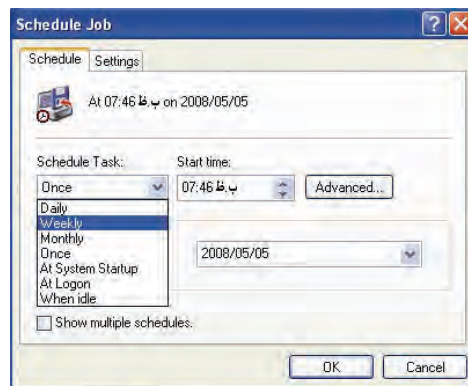 Schedule Job
Schedule Settings
At 07:46 ب.ظ on 2008/05/05
Schedule Task: Start time:
Once 07:46 ب.ظ Advanced...
Daily
Weekly
2008/05/05
Monthly
Once
At System Startup
At Logon
When idle
Show multiple schedules.
OK Cancel